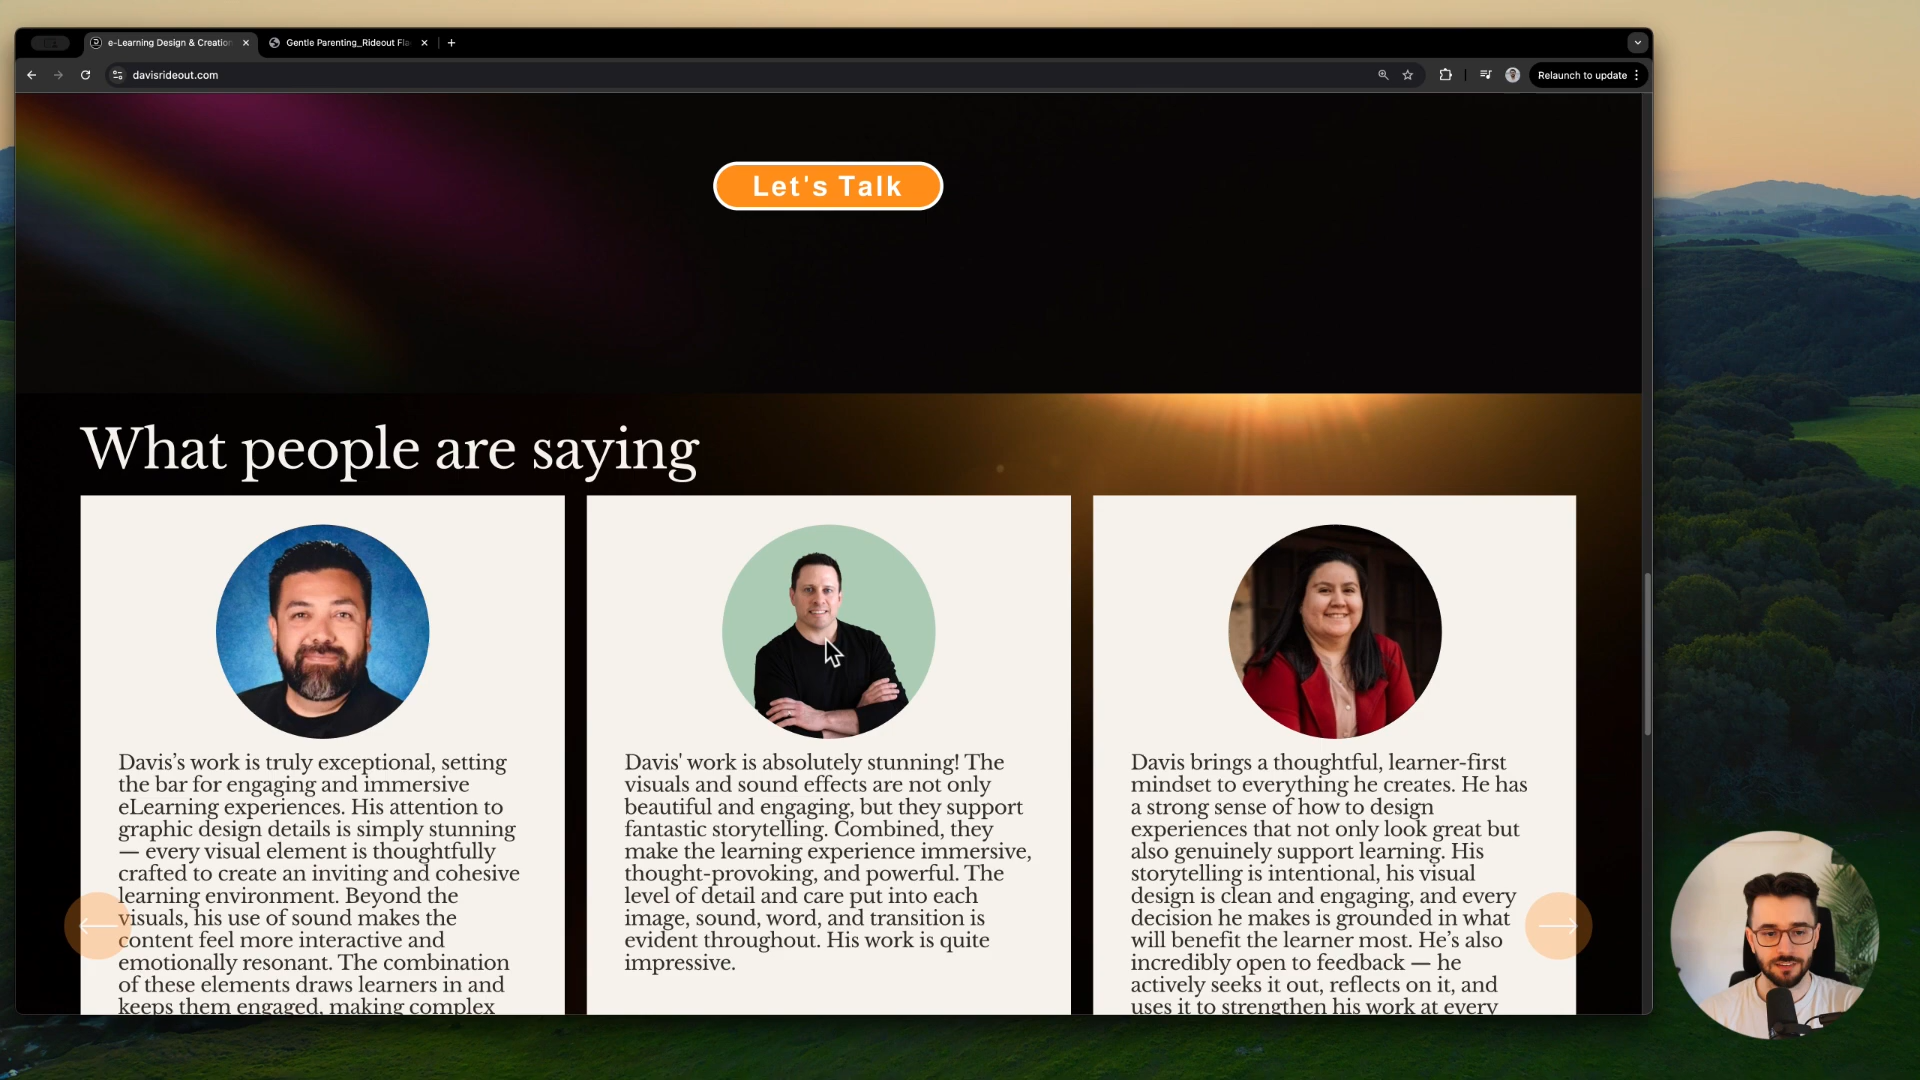 e-Learning Design & Creation
Gentle Parenting_Rideout Fla
davisrideout.com
Relaunch to update
Let's Talk
What people are saying
Davis’s work is truly exceptional, setting
the bar for engaging and immersive
eLearning experiences. His attention to
graphic design details is simply stunning
— every visual element is thoughtfully
crafted to create an inviting and cohesive
learning environment. Beyond the
visuals, his use of sound makes the
content feel more interactive and
emotionally resonant. The combination
of these elements draws learners in and
keeps them engaged, making complex
Davis' work is absolutely stunning! The
visuals and sound effects are not only
beautiful and engaging, but they support
fantastic storytelling. Combined, they
make the learning experience immersive,
thought-provoking, and powerful. The
level of detail and care put into each
image, sound, word, and transition is
evident throughout. His work is quite
impressive.
Davis brings a thoughtful, learner-first
mindset to everything he creates. He has
a strong sense of how to design
experiences that not only look great but
also genuinely support learning. His
storytelling is intentional, his visual
design is clean and engaging, and every
decision he makes is grounded in what
will benefit the learner most. He’s also
incredibly open to feedback — he
actively seeks it out, reflects on it, and
uses it to strengthen his work at every